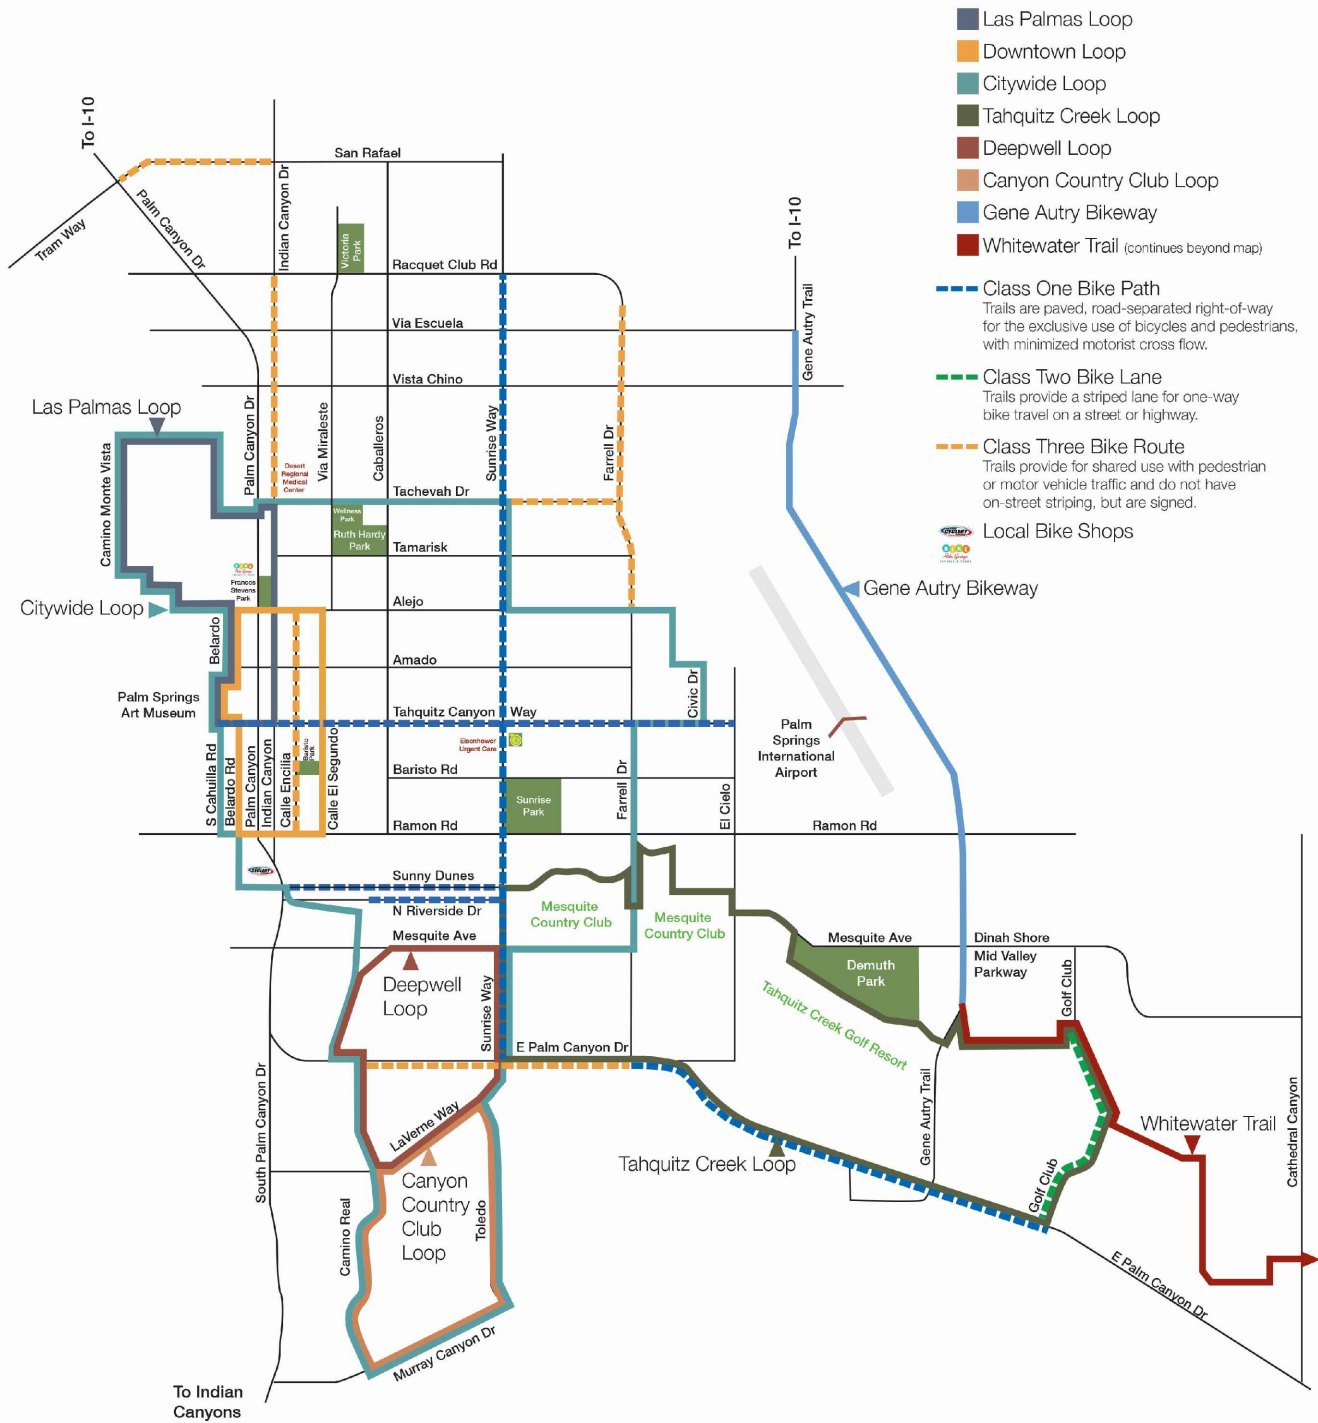 Las Palmas Loop
Downtown Loop
Citywide Loop
Tahquitz Creek Loop
Deepwell Loop
Canyon Country Club Loop
Gene Autry Bikeway
Whitewater Trail (continues beyond map)
Class One Bike Path
Trails are paved, road-separated right-of-way
for the exclusive use of bicycles and pedestrians,
with minimized motorist cross flow.
Class Two Bike Lane
Trails provide a striped lane for one-way
bike travel on a street or highway.
Class Three Bike Route
Trails provide for shared use with pedestrian
or motor vehicle traffic and do not have
on-street striping, but are signed.
Local Bike Shops
To I-10
San Rafael
Tram Way
Palm Canyon Dr
Indian Canyon Dr
Victoria
Park
Racquet Club Rd
To I-10
Gene Autry Trail
Via Escuela
Vista Chino
Las Palmas Loop
Camino Monte Vista
Palm Canyon Dr
Desert
Regional
Medical
Center
Via Miraleste
Caballeros
Sunrise Way
Farrell Dr
Tachevah Dr
Wellness
Park
Ruth Hardy
Park
Tamarisk
Frances
Stevens
Park
Citywide Loop
Alejo
Gene Autry Bikeway
Belardo
Amado
Civic Dr
Palm Springs
Art Museum
Tahquitz Canyon Way
Eisenhower
Urgent Care
Palm
Springs
International
Airport
S Cahuilla Rd
Belardo Rd
Palm Canyon
Indian Canyon
Calle Encilia
Baristo
Park
Calle El Segundo
Baristo Rd
Sunrise
Park
Farrell Dr
El Cielo
Ramon Rd
Ramon Rd
Sunny Dunes
N Riverside Dr
Mesquite
Country Club
Mesquite
Country Club
Mesquite Ave
Mesquite Ave
Dinah Shore
Mid Valley
Parkway
Demuth
Park
Golf Club
Deepwell
Loop
Sunrise Way
Tahquitz Creek Golf Resort
E Palm Canyon Dr
South Palm Canyon Dr
LaVerne Way
Gene Autry Trail
Cathedral Canyon
Whitewater Trail
Tahquitz Creek Loop
Golf Club
Canyon
Country
Club
Loop
Camino Real
Toledo
E Palm Canyon Dr
Murray Canyon Dr
To Indian
Canyons